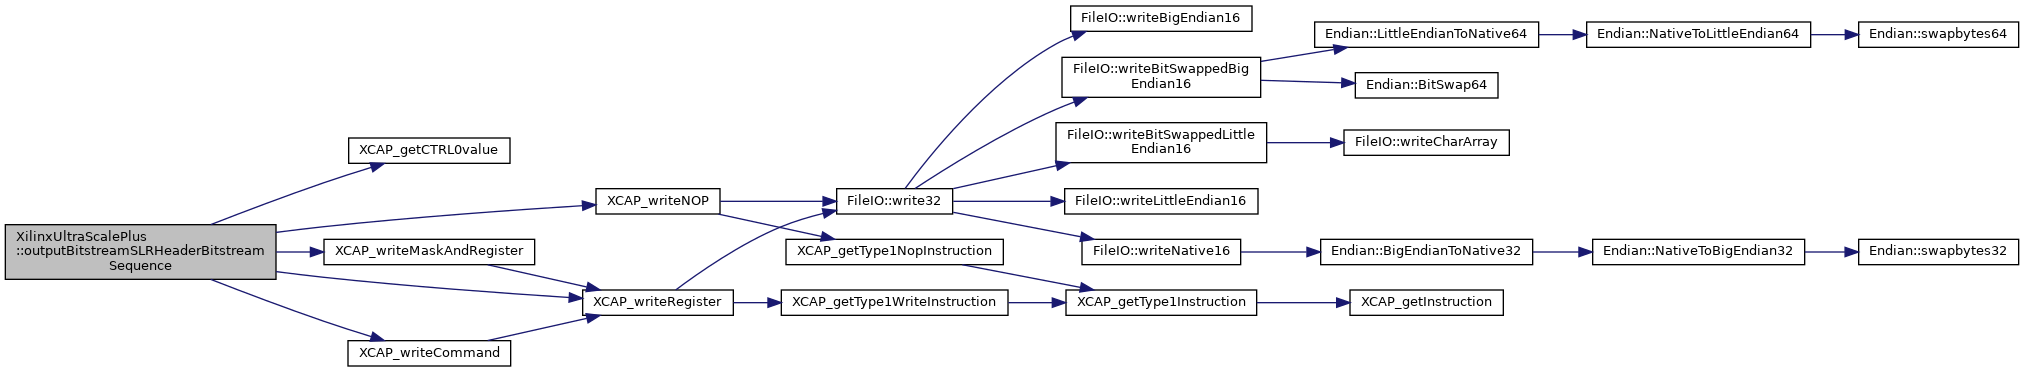 FileIO::writeBigEndian16
Endian::LittleEndianToNative64
Endian::NativeToLittleEndian64
Endian::swapbytes64
FileIO::writeBitSwappedBig
Endian16
Endian::BitSwap64
FileIO::writeBitSwappedLittle
Endian16
FileIO::writeCharArray
XCAP_getCTRL0value
XCAP_writeNOP
FileIO::write32
FileIO::writeLittleEndian16
XilinxUltraScalePlus
::outputBitstreamSLRHeaderBitstream
Sequence
XCAP_writeMaskAndRegister
XCAP_getType1NopInstruction
FileIO::writeNative16
Endian::BigEndianToNative32
Endian::NativeToBigEndian32
Endian::swapbytes32
XCAP_writeRegister
XCAP_getType1WriteInstruction
XCAP_getType1Instruction
XCAP_getInstruction
XCAP_writeCommand